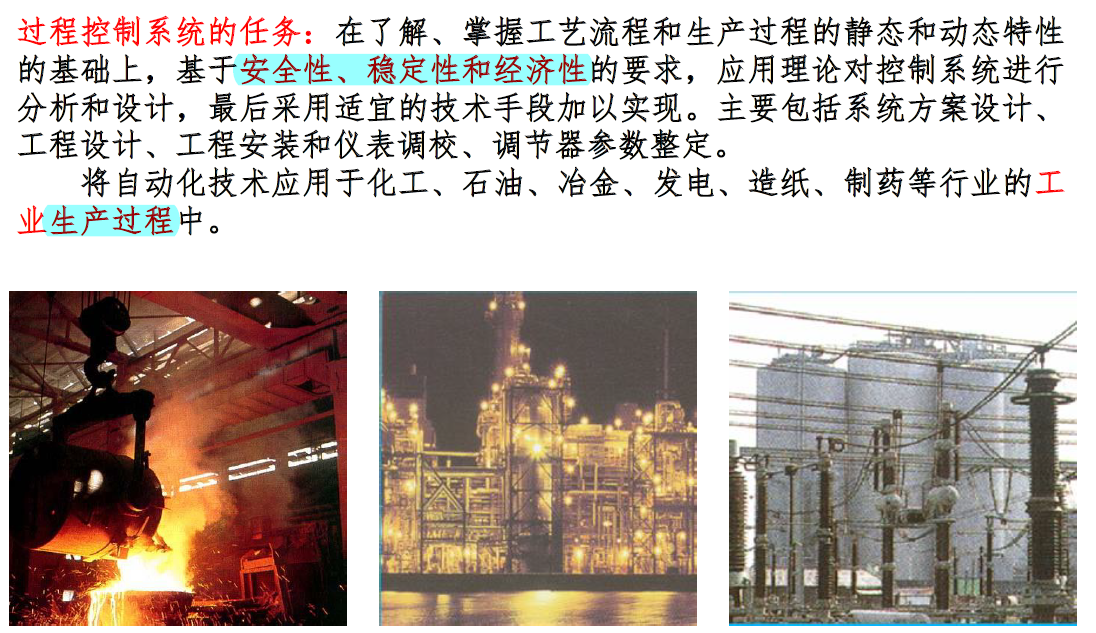 过程控制系统的任务：在了解、掌握工艺流程和生产过程的静态和动态特性
的基础上，基于安全性、稳定性和经济性的要求，应用理论对控制系统进行
分析和设计，最后采用适宜的技术手段加以实现。主要包括系统方案设计、
工程设计、工程安装和仪表调校、调节器参数整定。
将自动化技术应用于化工、石油、冶金、发电、造纸、制药等行业的工
业生产过程中。